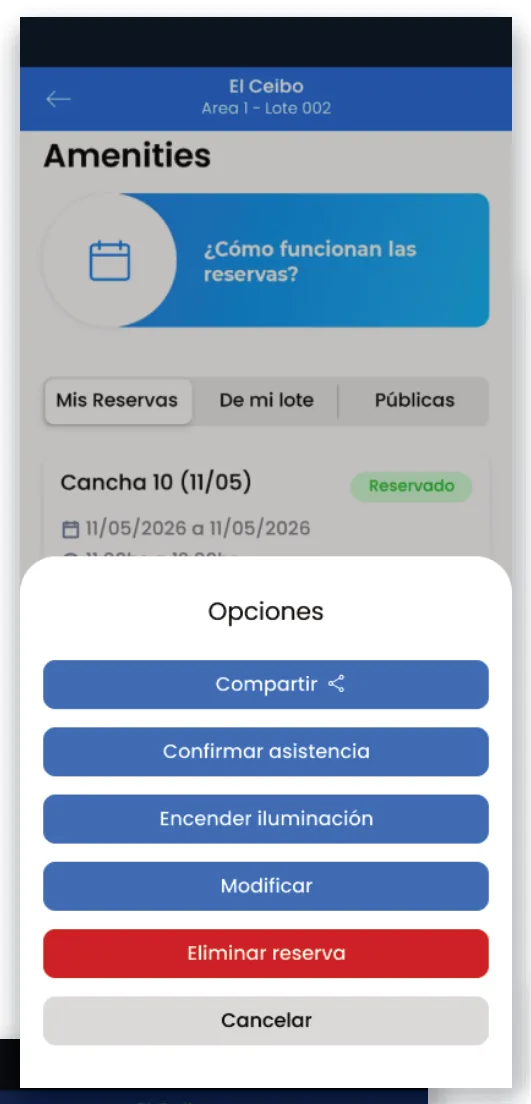 El Ceibo
Area 1 - Lote 002
Amenities
¿Cómo funcionan las
reservas?
Mis Reservas
De mi lote
Públicas
Cancha 10 (11/05)
Reservado
11/05/2026 a 11/05/2026
Opciones
Compartir
Confirmar asistencia
Encender iluminación
Modificar
Eliminar reserva
Cancelar